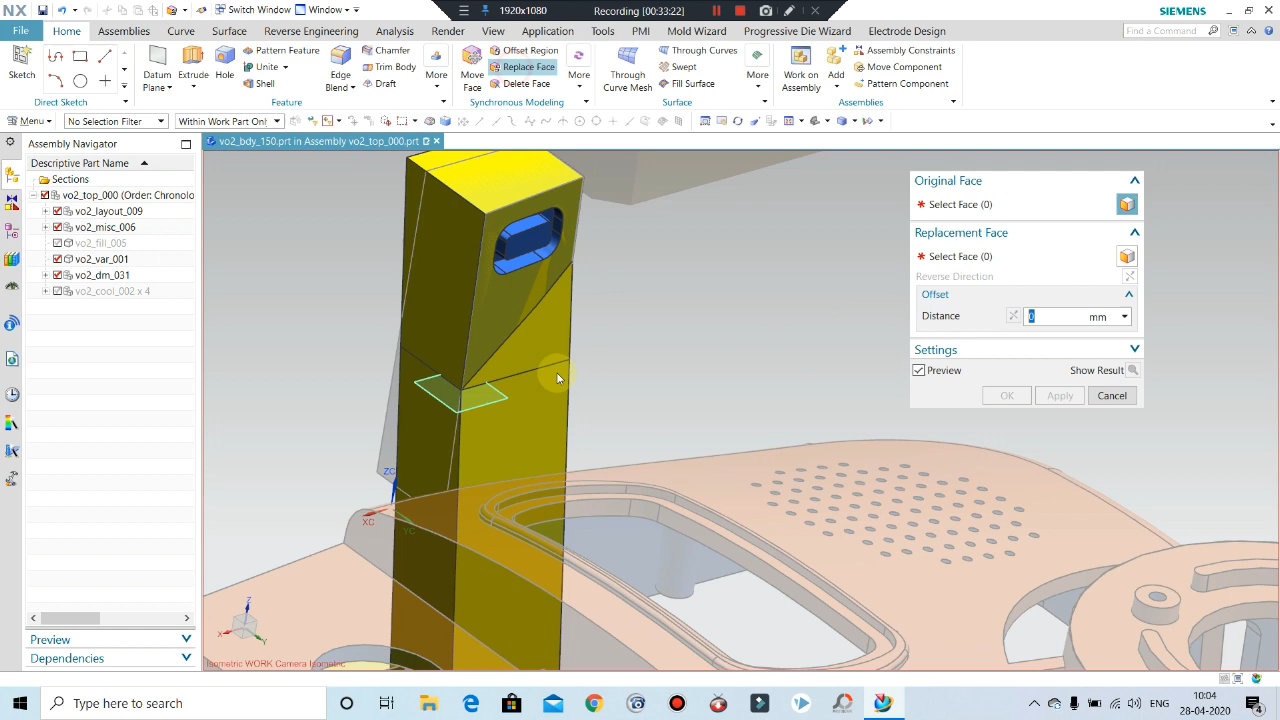 NX
Switch Window
Window
1920x1080
Recording [00:33:22]
SIEMENS
File
Home
Assemblies
Curve
Surface
Reverse Engineering
Analysis
Render
View
Application
Tools
PMI
Mold Wizard
Progressive Die Wizard
Electrode Design
Find a Command
Sketch
Direct Sketch
Datum Plane
Extrude
Hole
Pattern Feature
Unite
Shell
Edge Blend
Chamfer
Trim Body
Draft
More
Feature
Move Face
Offset Region
Replace Face
Delete Face
More
Synchronous Modeling
Through Curve Mesh
Through Curves
Swept
Fill Surface
More
Surface
Work on Assembly
Add
Assembly Constraints
Move Component
Pattern Component
Assemblies
Menu
No Selection Filter
Within Work Part Only
Assembly Navigator
Descriptive Part Name
Sections
vo2_top_000 (Order: Chronolo
vo2_layout_009
vo2_misc_006
vo2_fill_005
vo2_var_001
vo2_dm_031
vo2_cool_002 x 4
Preview
Dependencies
vo2_bdy_150.prt in Assembly vo2_top_000.prt
Original Face
Select Face (0)
Replacement Face
Select Face (0)
Reverse Direction
Offset
Distance
0
mm
Settings
Preview
Show Result
OK
Apply
Cancel
ZC
XC
YC
Z
X
Y
Isometric WORK Camera Isometric
Type here to search
ENG
10:04
28-04-2020
4